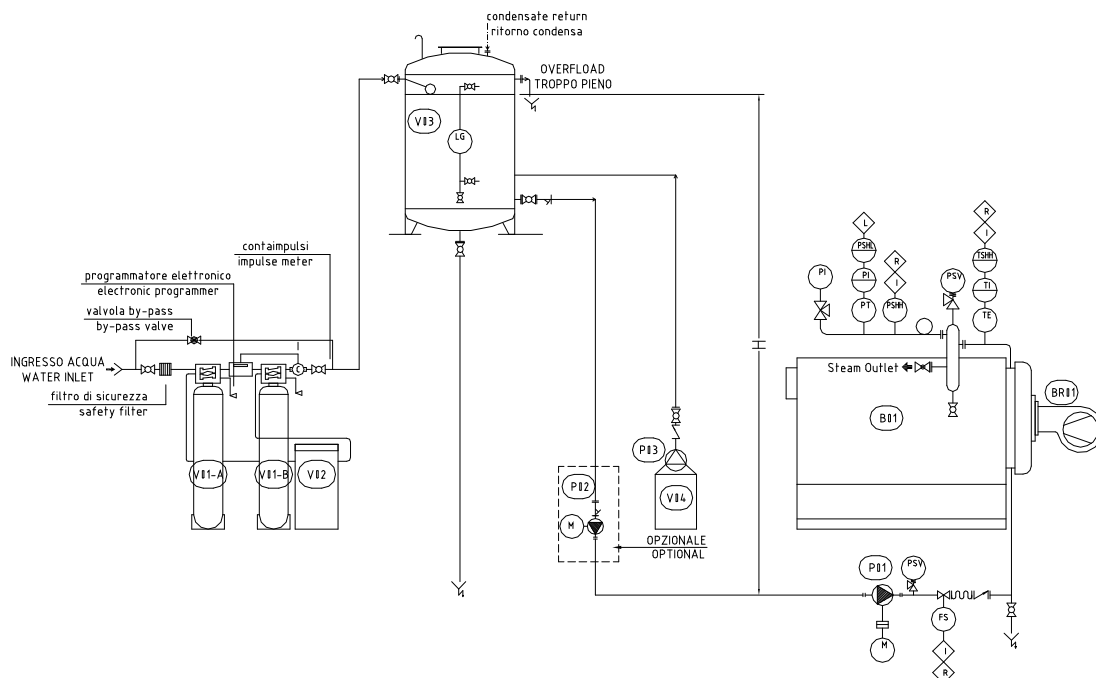 condensate return
ritorno condensa
OVERFLOAD
TROPPO PIENO
V03
LG
contaimpulsi
impulse meter
programmatore elettronico
electronic programmer
valvola by-pass
by-pass valve
INGRESSO ACQUA
WATER INLET
filtro di sicurezza
safety filter
I
C
V01-A
V01-B
V02
H
L
PSHL
PI
PT
R
I
PSHH
PI
PSV
R
I
TSHH
TI
TE
Steam Outlet
B01
BR01
P03
V04
P02
M
OPZIONALE
OPTIONAL
P01
PSV
M
FS
I
R